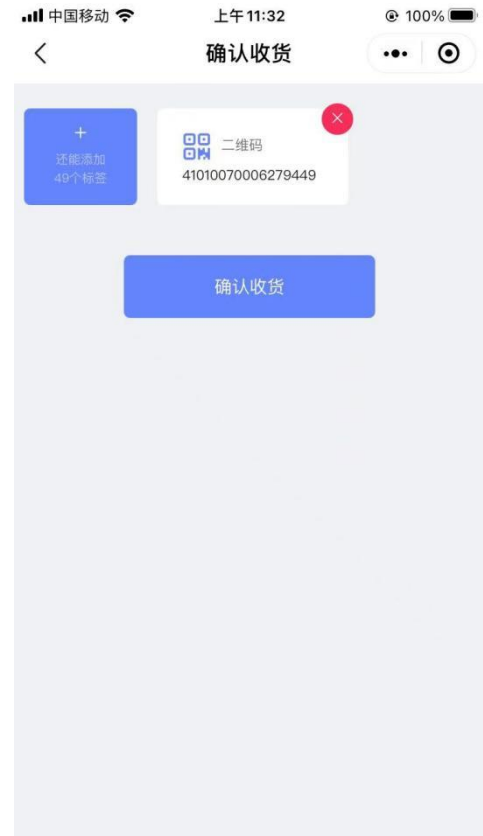 中国移动 上午11:32 100%
确认收货
+
还能添加
49个标签
二维码
41010070006279449
确认收货